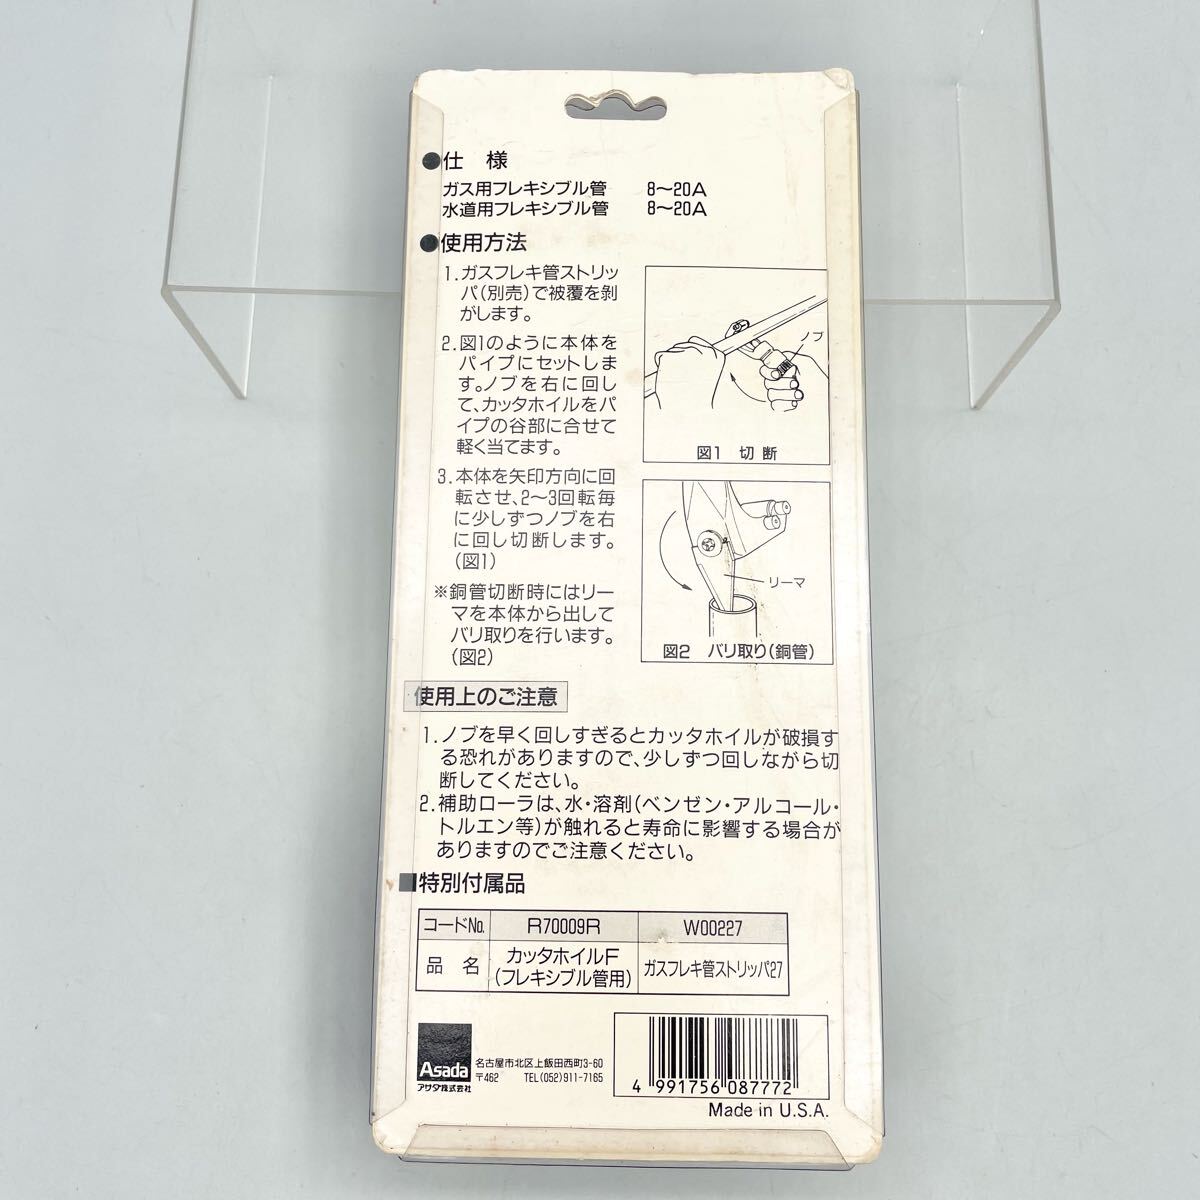 ●仕 様
ガス用フレキシブル管 8〜20A
水道用フレキシブル管 8〜20A
●使用方法
1.ガスフレキ管ストリッ
パ(別売)で被覆を剥
がします。
2.図1のように本体を
パイプにセットしま
す。ノブを右に回し
て、カッタホイルをパ
イプの谷部に合せて
軽く当てます。
ノブ
図1 切断
3.本体を矢印方向に回
転させ、2〜3回転毎
に少しずつノブを右
に回し切断します。
(図1)
※銅管切断時にはリー
マを本体から出して
バリ取りを行います。
(図2)
リーマ
図2 バリ取り(銅管)
使用上のご注意
1.ノブを早く回しすぎるとカッタホイルが破損す
る恐れがありますので、少しずつ回しながら切
断してください。
2.補助ローラは、水・溶剤(ベンゼン・アルコール・
トルエン等)が触れると寿命に影響する場合が
ありますのでご注意ください。
■特別付属品
コードNo. R70009R W00227
品 名 カッタホイルF ガスフレキ管ストリッパ27
(フレキシブル管用)
Asada
アサダ株式会社
名古屋市北区上飯田西町3-60
〒462 TEL(052)911-7165
4 991756 087772
Made in U.S.A.